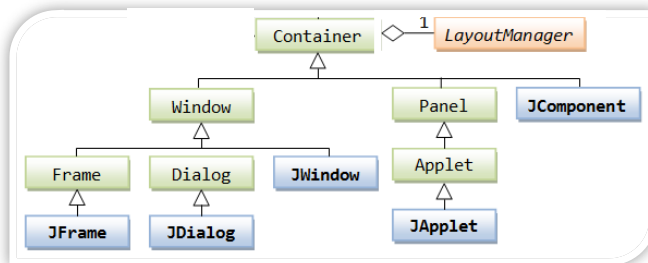 Container
1
LayoutManager
Window
Panel
JComponent
Frame
Dialog
JWindow
Applet
JFrame
JDialog
JApplet